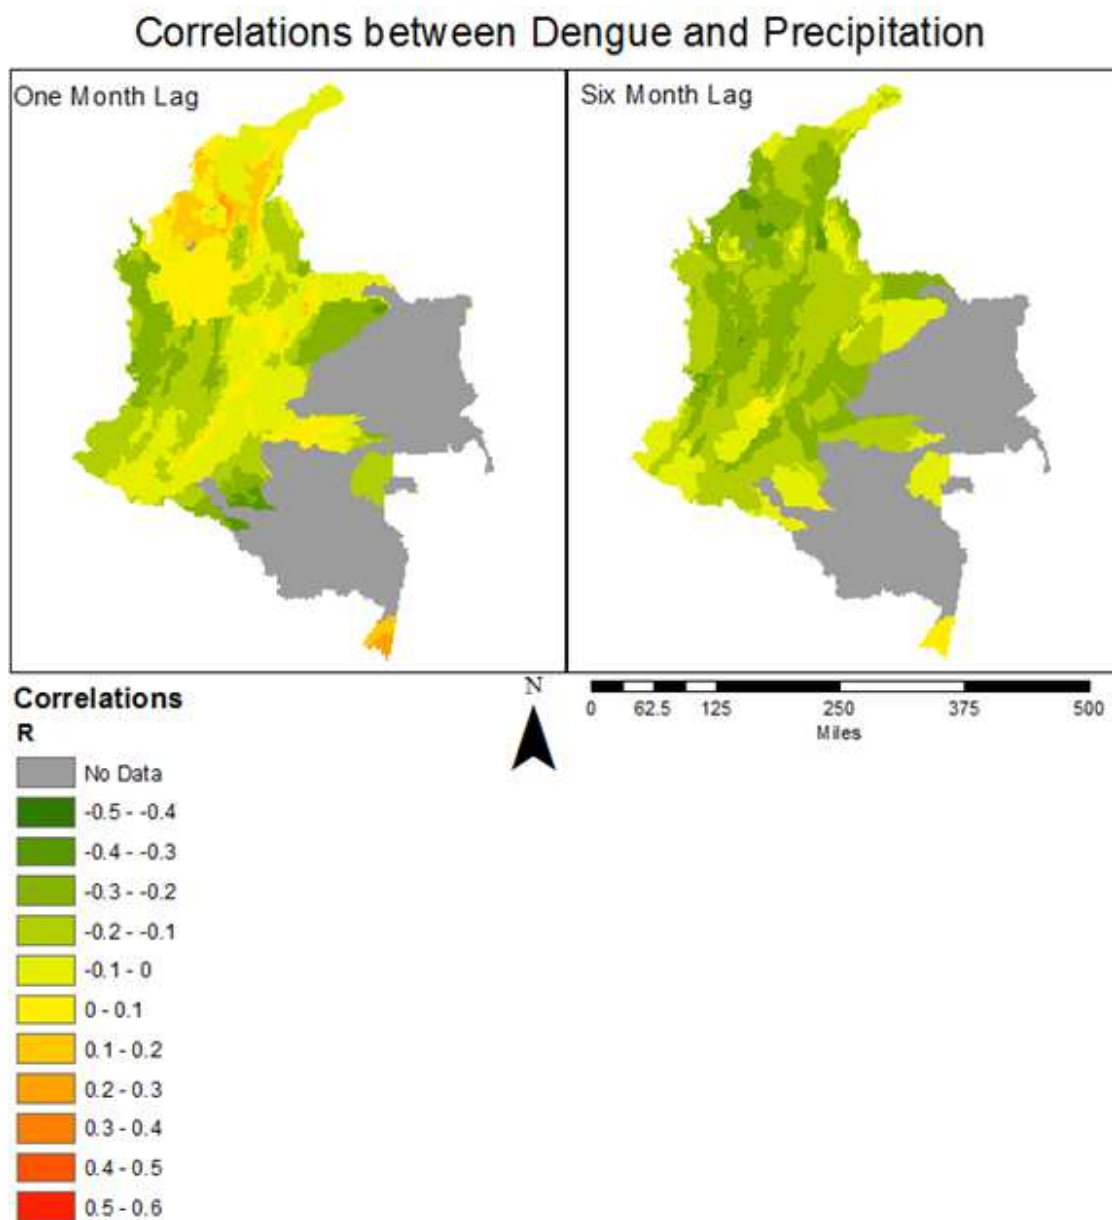 Correlations between Dengue and Precipitation
One Month Lag
Six Month Lag
Correlations
R
No Data
-0.5 - -0.4
-0.4 - -0.3
-0.3 - -0.2
-0.2 - -0.1
-0.1 - 0
0 - 0.1
0.1 - 0.2
0.2 - 0.3
0.3 - 0.4
0.4 - 0.5
0.5 - 0.6
N
0 62.5 125 250 375 500
Miles